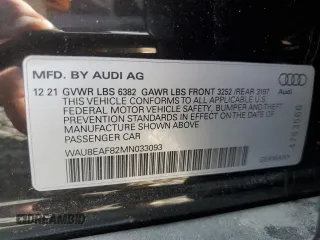 MFD. BY AUDI AG
12 21 GVWR LBS 6382 GAWR LBS FRONT 3252 /REAR 3197
THIS VEHICLE CONFORMS TO ALL APPLICABLE U.S.
FEDERAL MOTOR VEHICLE SAFETY, BUMPER AND THEFT
PREVENTION STANDARDS IN EFFECT ON THE DATE OF
MANUFACTURE SHOWN ABOVE
PASSENGER CAR
WAU8EAF82MN033093
Audi